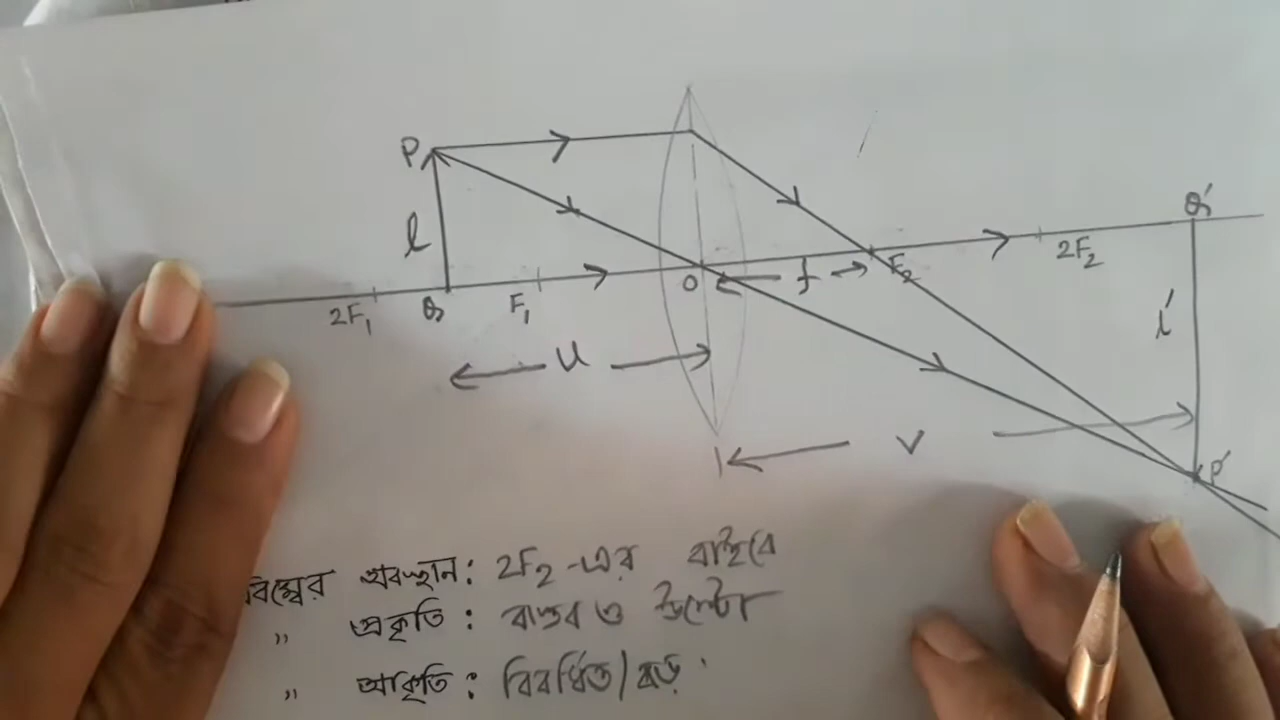 P
l
Q'
2F₁ Q F₁ O f F₂ 2F₂
l'
u
v
P'
বিম্বের অবস্থান : 2F₂ -এর বাইরে
" প্রকৃতি : বাস্তব ও উল্টো
" আকৃতি : বিবর্ধিত / বড়